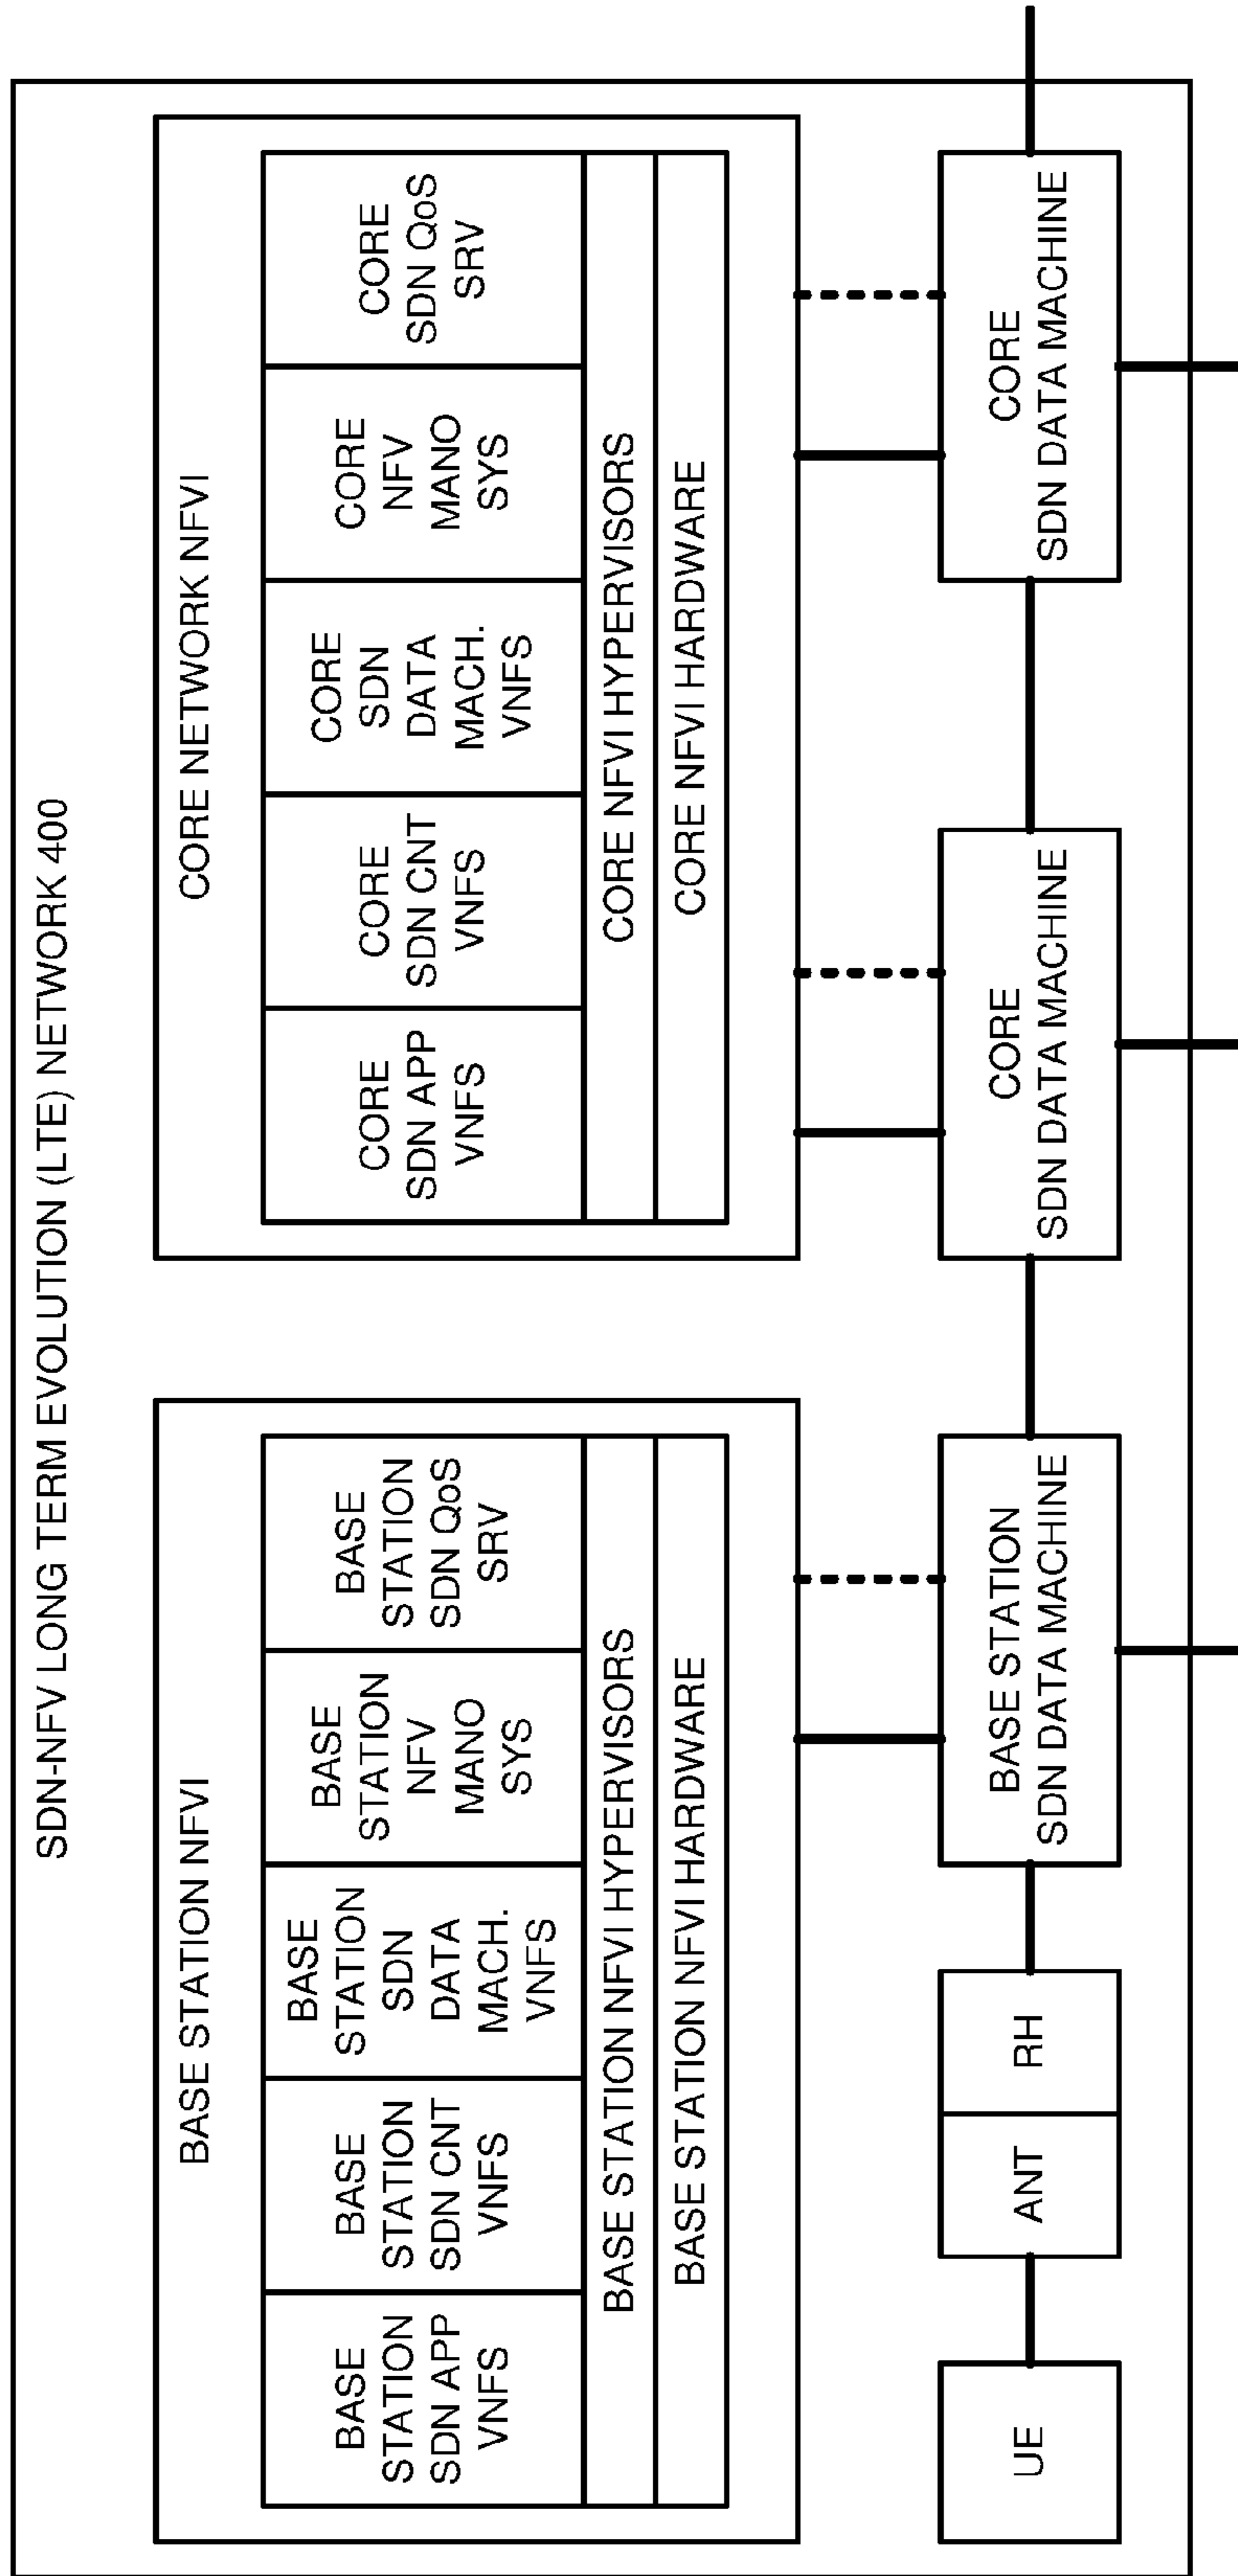 SDN-NFV LONG TERM EVOLUTION (LTE) NETWORK 400
BASE STATION NFVI
BASE
STATION
SDN APP
VNFS
BASE
STATION
SDN CNT
VNFS
BASE
STATION
SDN
DATA
MACH.
VNFS
BASE
STATION
NFV
MANO
SYS
BASE
STATION
SDN QoS
SRV
BASE STATION NFVI HYPERVISORS
BASE STATION NFVI HARDWARE
CORE NETWORK NFVI
CORE
SDN APP
VNFS
CORE
SDN CNT
VNFS
CORE
SDN
DATA
MACH.
VNFS
CORE
NFV
MANO
SYS
CORE
SDN QoS
SRV
CORE NFVI HYPERVISORS
CORE NFVI HARDWARE
UE
ANT
RH
BASE STATION
SDN DATA MACHINE
CORE
SDN DATA MACHINE
CORE
SDN DATA MACHINE